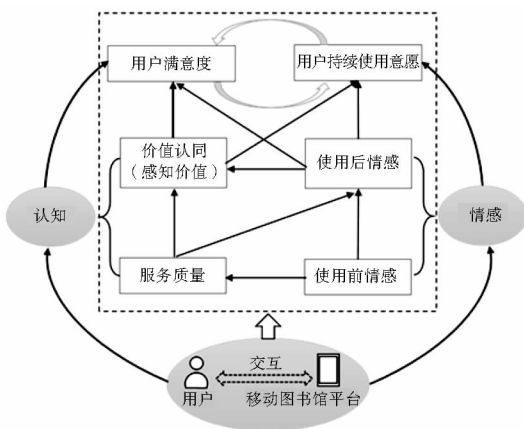 用户满意度
用户持续使用意愿
价值认同
（感知价值）
使用后情感
认知
情感
服务质量
使用前情感
交互
用户
移动图书馆平台